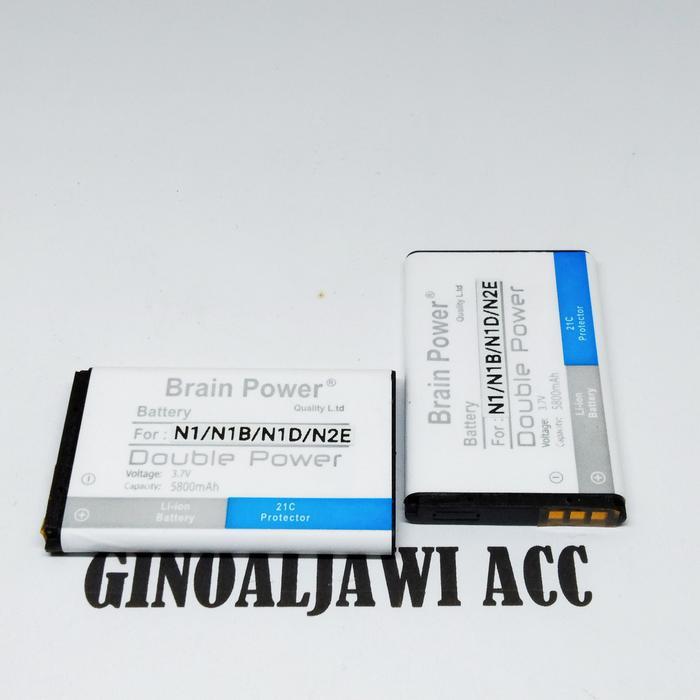 Brain Power®
Quality L.td
Battery
For : N1/N1B/N1D/N2E
Double Power
Voltage: 3.7V
Capacity: 5800mAh
Li-ion
Battery
21C
Protector
Brain Power®
Quality L.td
Battery
For : N1/N1B/N1D/N2E
Double Power
Voltage: 3.7V
Capacity: 5800mAh
Li-ion
Battery
21C
Protector
GINOALJAWI ACC